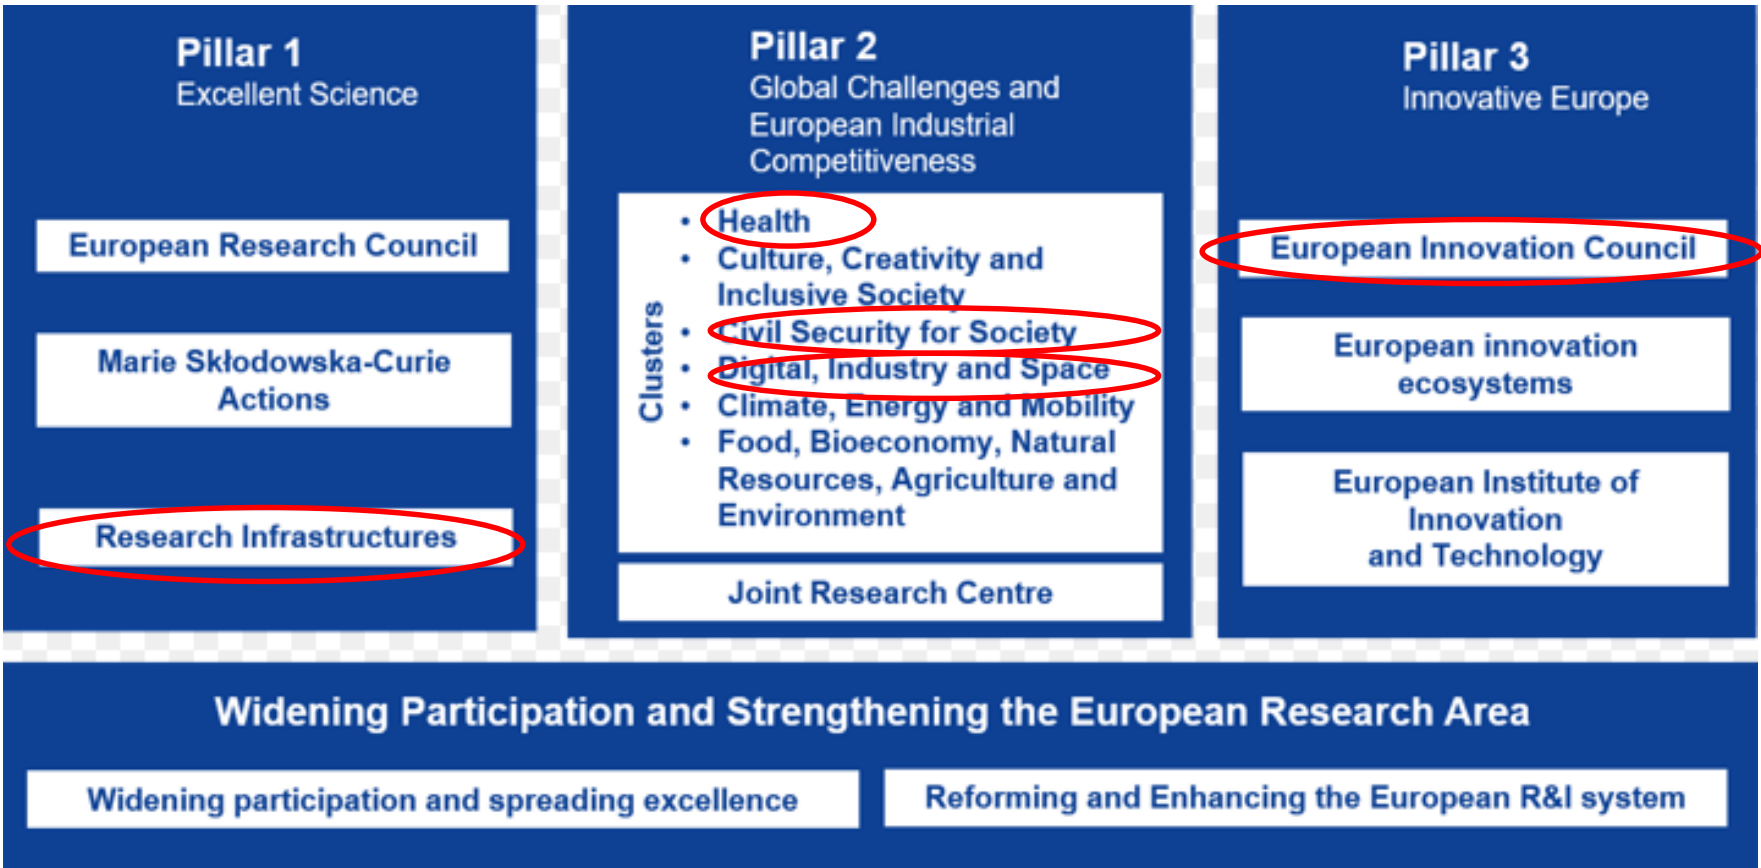 Pillar 1
Excellent Science
European Research Council
Marie Skłodowska-Curie
Actions
Research Infrastructures
Pillar 2
Global Challenges and
European Industrial
Competitiveness
Clusters
• Health
• Culture, Creativity and
Inclusive Society
• Civil Security for Society
• Digital, Industry and Space
• Climate, Energy and Mobility
• Food, Bioeconomy, Natural
Resources, Agriculture and
Environment
Joint Research Centre
Pillar 3
Innovative Europe
European Innovation Council
European innovation
ecosystems
European Institute of
Innovation
and Technology
Widening Participation and Strengthening the European Research Area
Widening participation and spreading excellence
Reforming and Enhancing the European R&I system